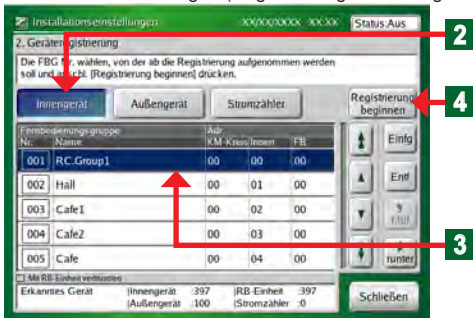 Installationseinstellungen XX/XX/XXXX XX:XX Status:Aus
2. Geräteregistrierung
Die FBG Nr. wählen, von der ab die Registrierung aufgenommen werden
soll und anschl. [Registrierung beginnen] drücken.
2
Innengerät Außengerät Stromzähler Registrierung beginnen
4
Fernbedienungsgruppe Adr
Nr. Name KM-Kreis Innen FB
001 RC.Group1 00 00 00
Einfg
002 Hall 00 01 00
Entf
003 Cafe1 00 02 00
004 Cafe2 00 03 00
3
005 Cafe 00 04 00
runter
Mit RB-Einheit verbunden
Erkanntes Gerät |Innengerät :397 |RB-Einheit :397
|Außengerät :100 |Stromzähler :0
Schließen